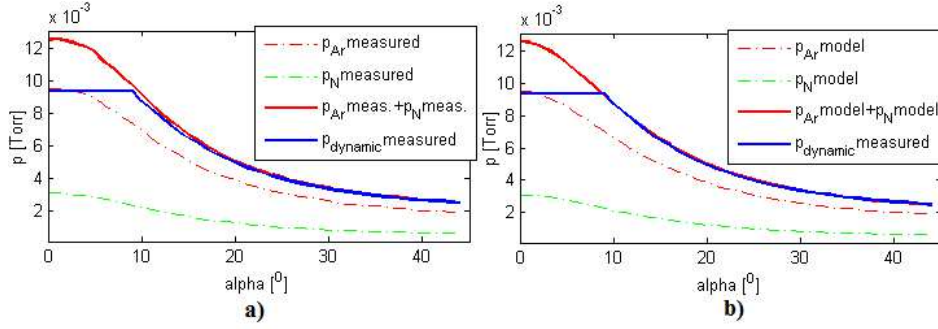 x 10⁻³
12
10
8
6
4
2
p [Torr]
0
10
20
30
40
alpha [⁰]
p_Ar measured
p_N measured
p_Ar meas.+p_N meas.
p_dynamic measured
a)
x 10⁻³
12
10
8
6
4
2
p [Torr]
0
10
20
30
40
alpha [⁰]
p_Ar model
p_N model
p_Ar model+p_N model
p_dynamic measured
b)